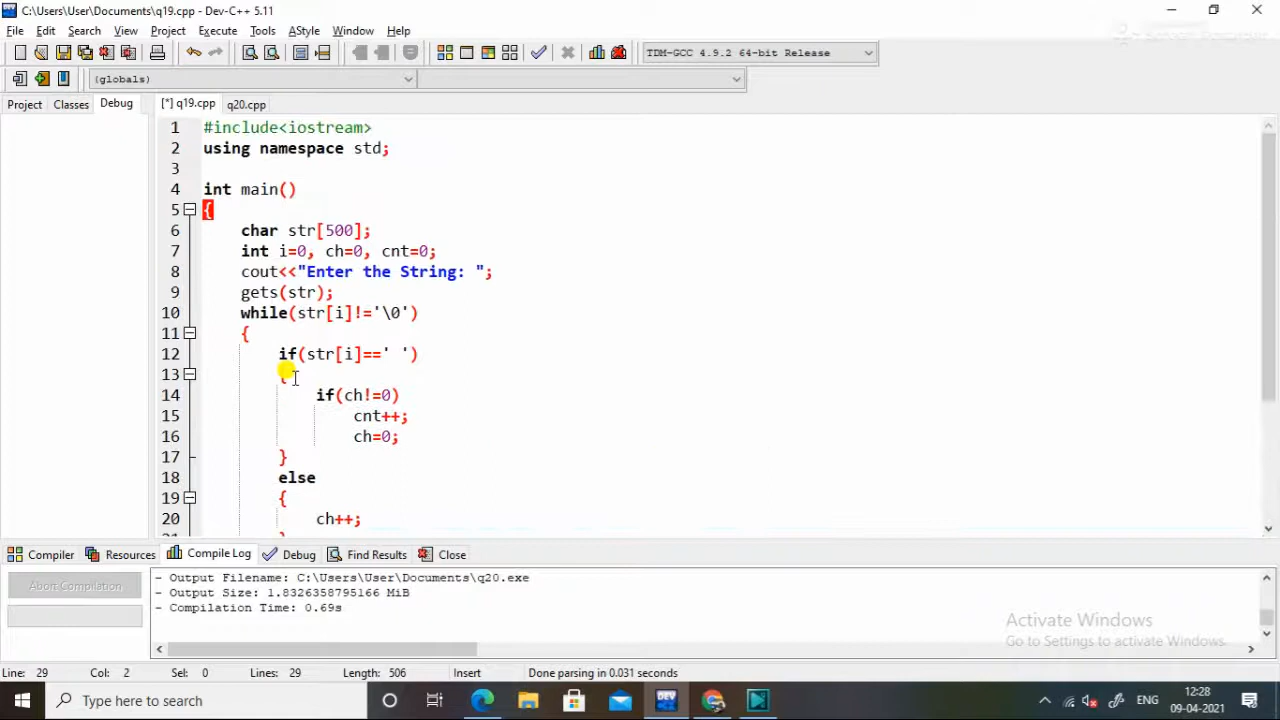 C:\Users\User\Documents\q19.cpp - Dev-C++ 5.11
File Edit Search View Project Execute Tools AStyle Window Help
TDM-GCC 4.9.2 64-bit Release
(globals)
Project Classes Debug [*] q19.cpp q20.cpp
1 #include<iostream>
2 using namespace std;
3
4 int main()
5 {
6 char str[500];
7 int i=0, ch=0, cnt=0;
8 cout<<"Enter the String: ";
9 gets(str);
10 while(str[i]!='\0')
11 {
12 if(str[i]==' ')
13 {
14 if(ch!=0)
15 cnt++;
16 ch=0;
17 }
18 else
19 {
20 ch++;
21 }
Compiler Resources Compile Log Debug Find Results Close
Abort Compilation
- Output Filename: C:\Users\User\Documents\q20.exe
- Output Size: 1.8326358795166 MiB
- Compilation Time: 0.69s
Activate Windows
Go to Settings to activate Windows.
Line: 29 Col: 2 Sel: 0 Lines: 29 Length: 506 Insert Done parsing in 0.031 seconds
Type here to search
DEV
ENG
12:28
09-04-2021